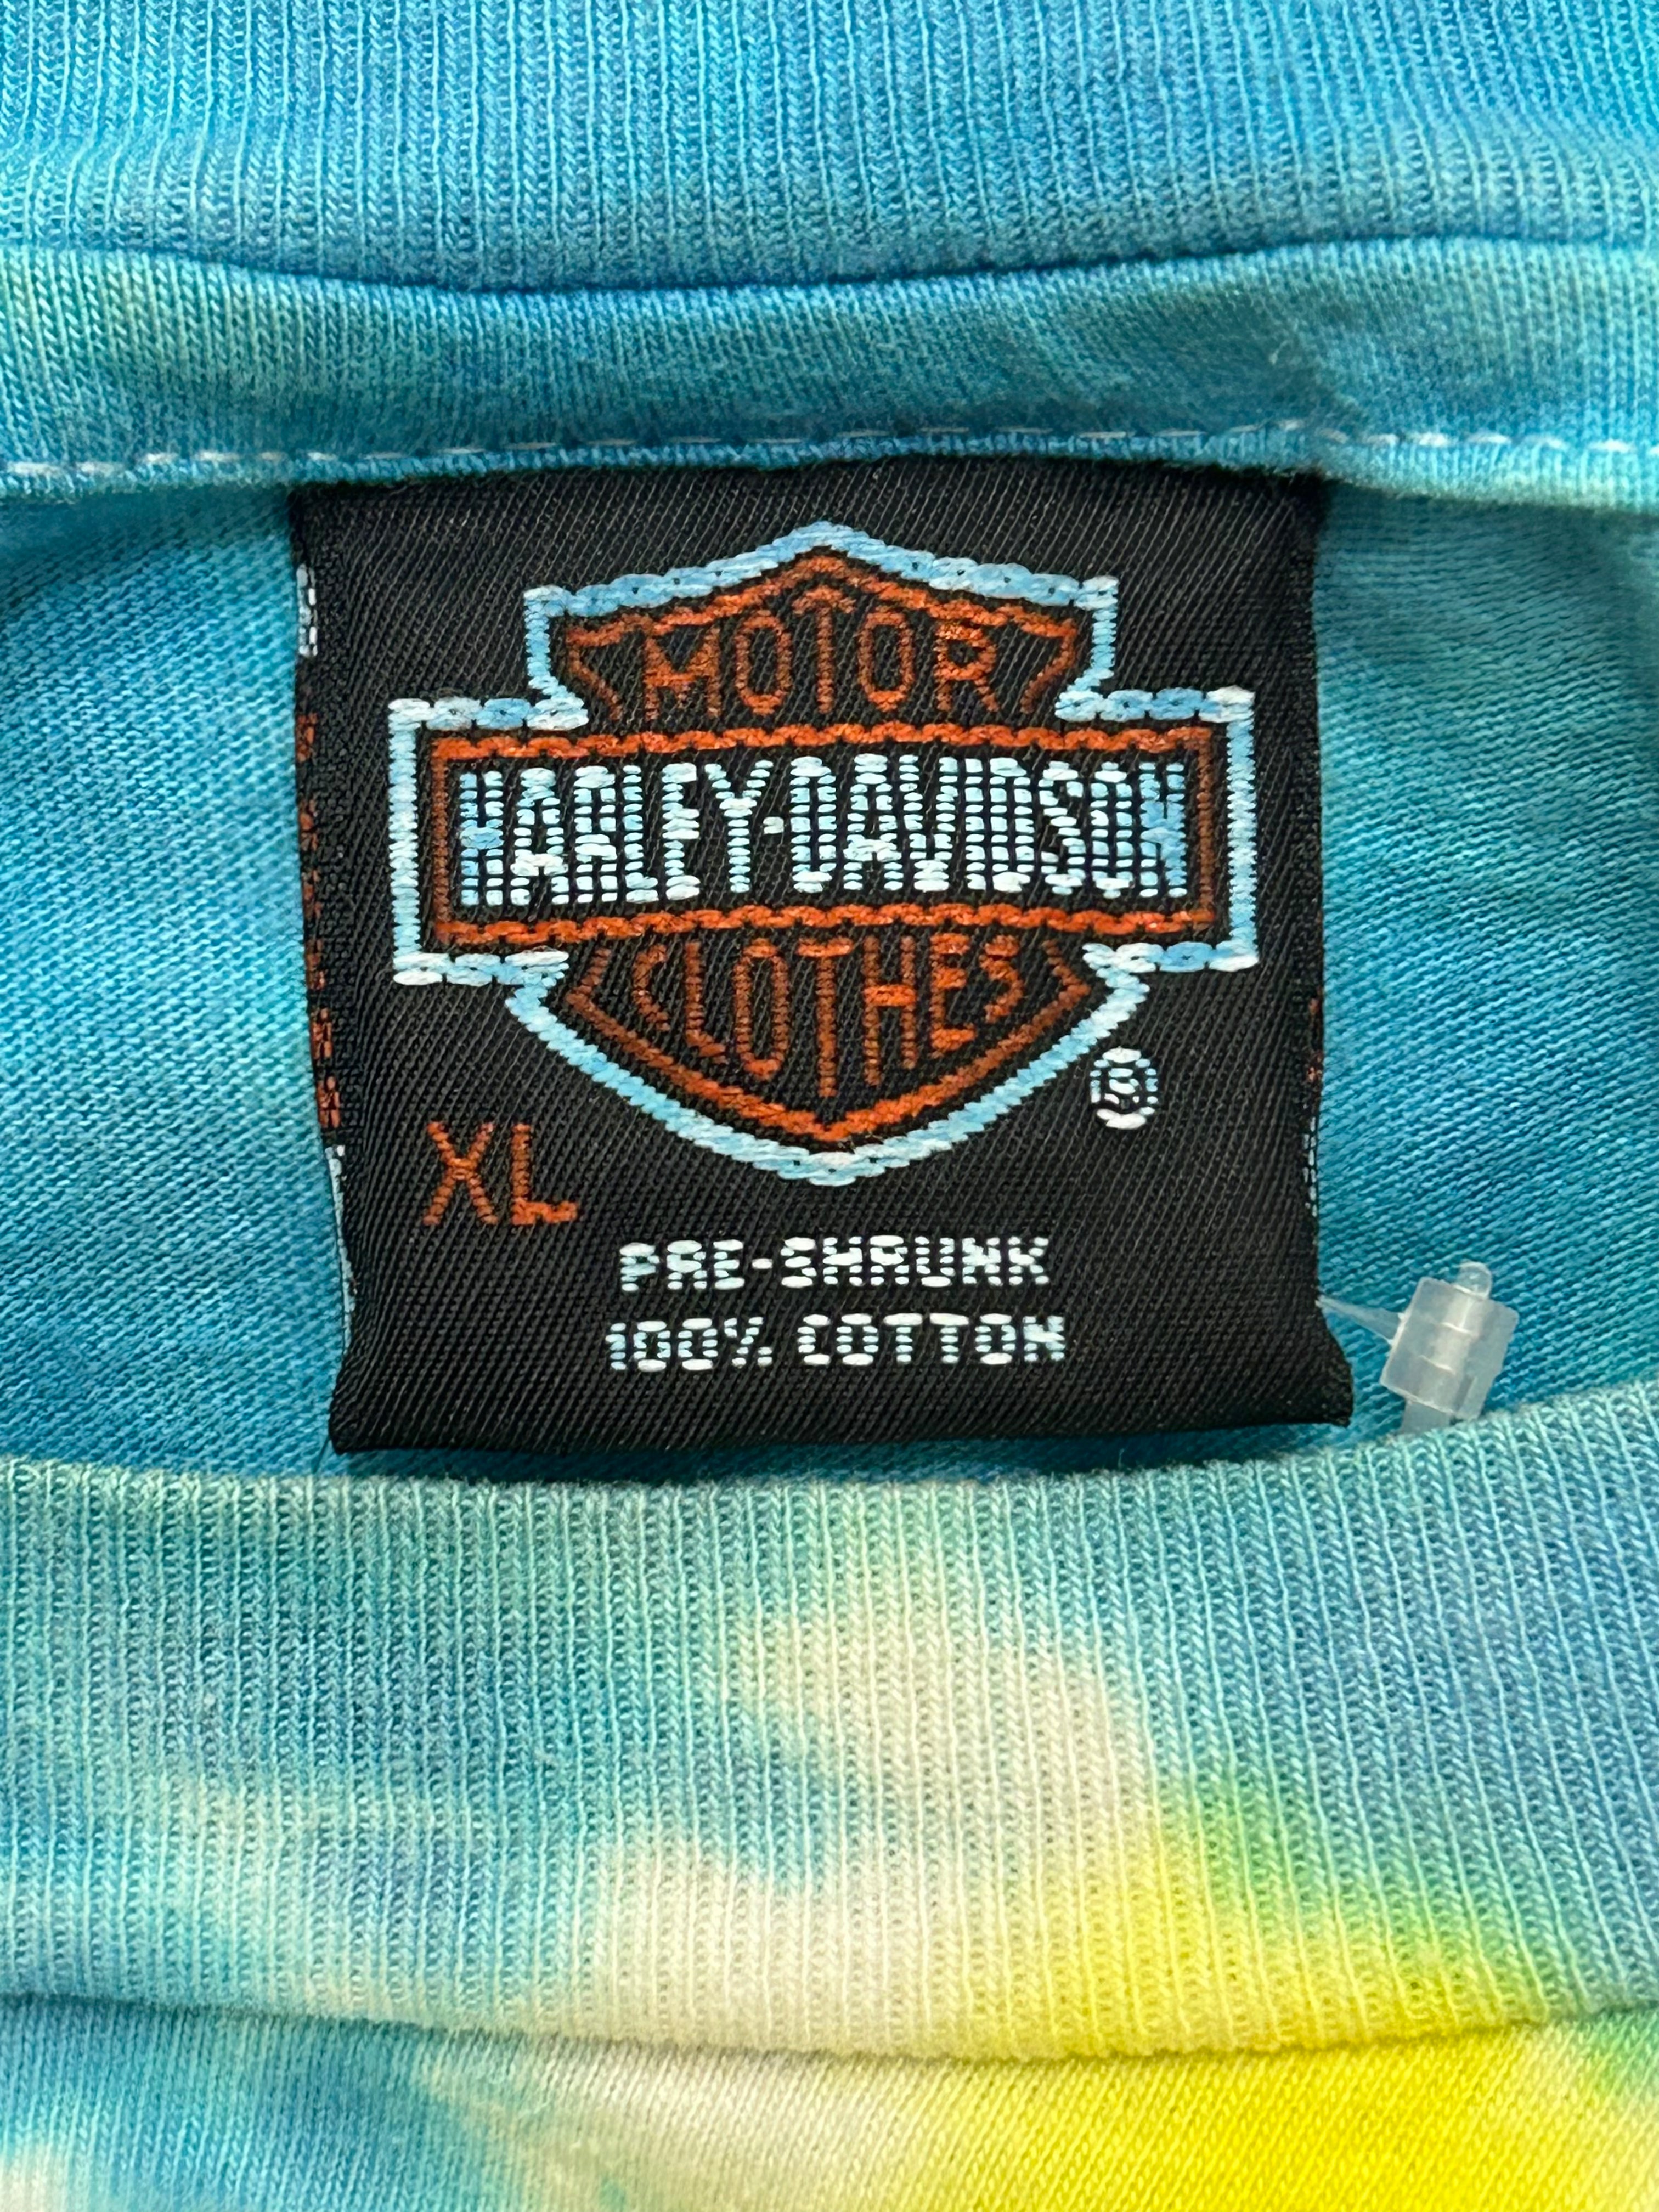 MOTOR
HARLEY-DAVIDSON
CLOTHES
®
XL
PRE-SHRUNK
100% COTTON